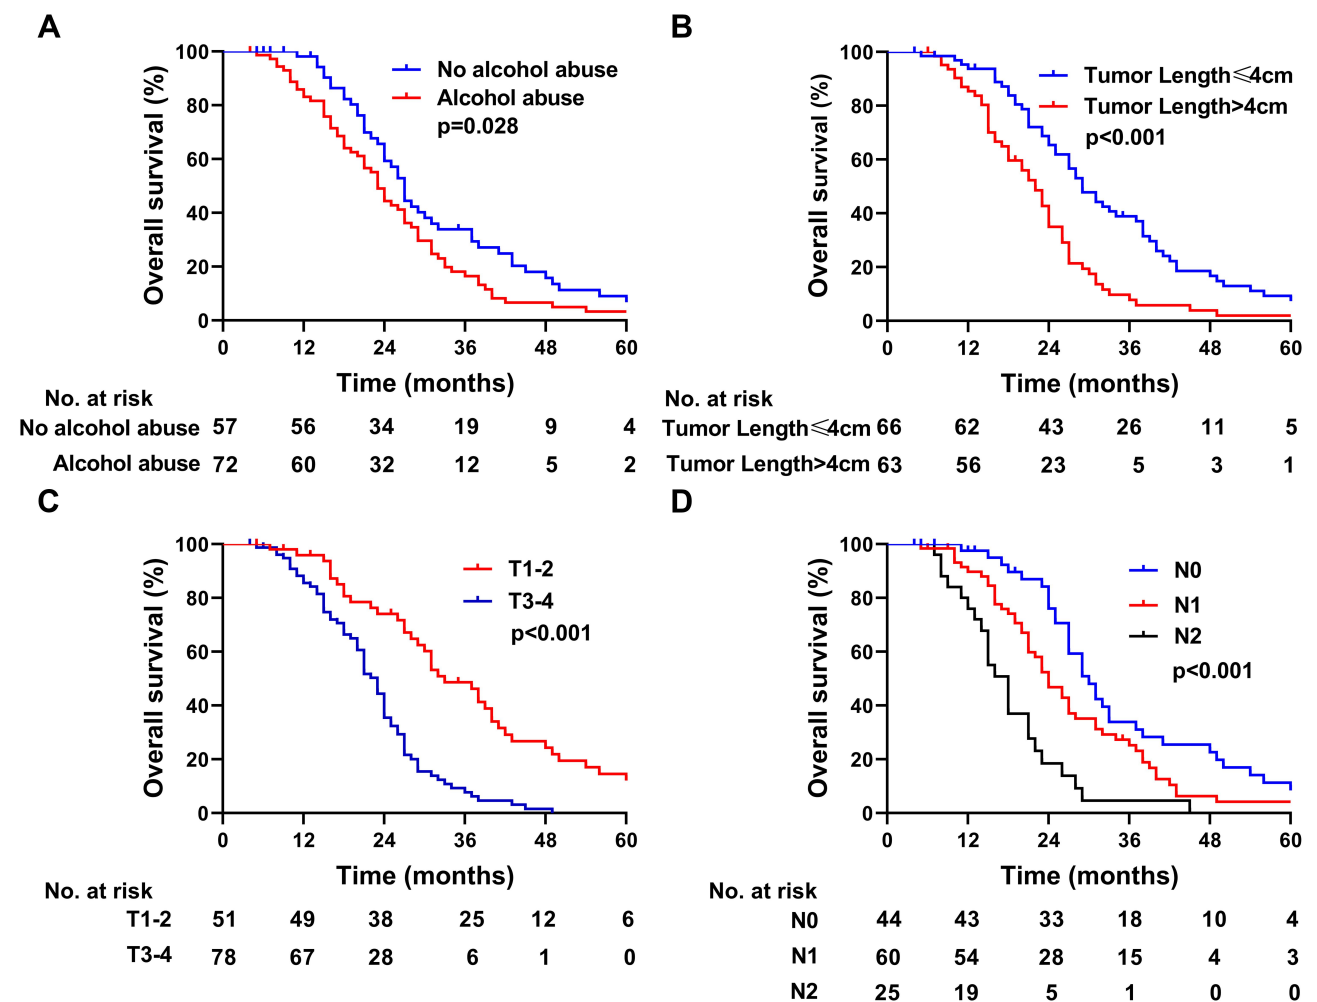 A
Overall survival (%)
100
80
60
40
20
0
No alcohol abuse
Alcohol abuse
p=0.028
0 12 24 36 48 60
Time (months)
No. at risk
No alcohol abuse 57 56 34 19 9 4
Alcohol abuse 72 60 32 12 5 2
B
Overall survival (%)
100
80
60
40
20
0
Tumor Length⩽4cm
Tumor Length>4cm
p<0.001
0 12 24 36 48 60
Time (months)
No. at risk
Tumor Length⩽4cm 66 62 43 26 11 5
Tumor Length>4cm 63 56 23 5 3 1
C
Overall survival (%)
100
80
60
40
20
0
T1-2
T3-4
p<0.001
0 12 24 36 48 60
Time (months)
No. at risk
T1-2 51 49 38 25 12 6
T3-4 78 67 28 6 1 0
D
Overall survival (%)
100
80
60
40
20
0
N0
N1
N2
p<0.001
0 12 24 36 48 60
Time (months)
No. at risk
N0 44 43 33 18 10 4
N1 60 54 28 15 4 3
N2 25 19 5 1 0 0